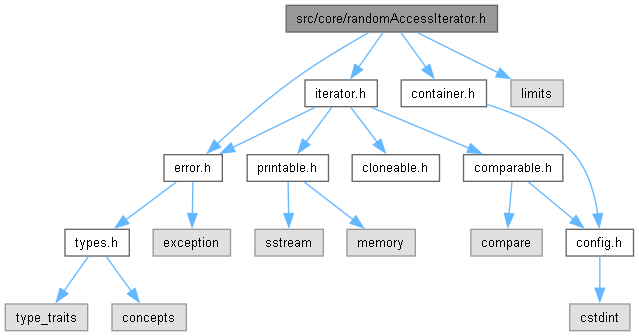 src/core/randomAccessIterator.h
iterator.h
container.h
limits
error.h
printable.h
cloneable.h
comparable.h
types.h
exception
sstream
memory
compare
config.h
type_traits
concepts
cstdint